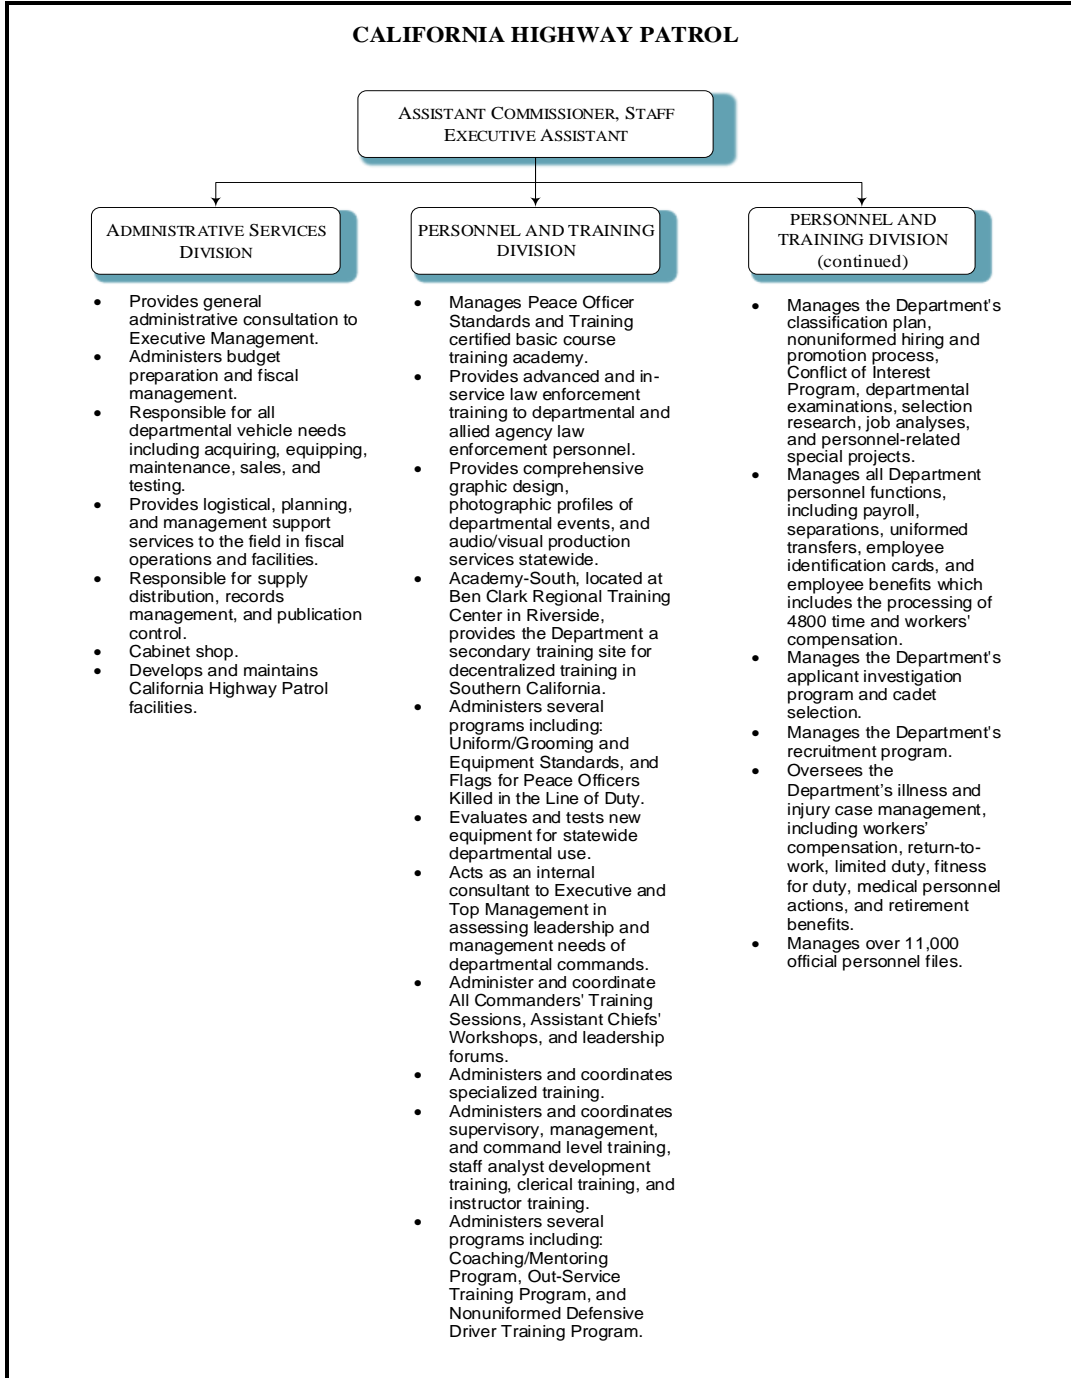 CALIFORNIA HIGHWAY PATROL
ASSISTANT COMMISSIONER, STAFF
EXECUTIVE ASSISTANT
ADMINISTRATIVE SERVICES
DIVISION
• Provides general
administrative consultation to
Executive Management.
• Administers budget
preparation and fiscal
management.
• Responsible for all
departmental vehicle needs
including acquiring, equipping,
maintenance, sales, and
testing.
• Provides logistical, planning,
and management support
services to the field in fiscal
operations and facilities.
• Responsible for supply
distribution, records
management, and publication
control.
• Cabinet shop.
• Develops and maintains
California Highway Patrol
facilities.
PERSONNEL AND TRAINING
DIVISION
• Manages Peace Officer
Standards and Training
certified basic course
training academy.
• Provides advanced and in-
service law enforcement
training to departmental and
allied agency law
enforcement personnel.
• Provides comprehensive
graphic design,
photographic profiles of
departmental events, and
audio/visual production
services statewide.
• Academy-South, located at
Ben Clark Regional Training
Center in Riverside,
provides the Department a
secondary training site for
decentralized training in
Southern California.
• Administers several
programs including:
Uniform/Grooming and
Equipment Standards, and
Flags for Peace Officers
Killed in the Line of Duty.
• Evaluates and tests new
equipment for statewide
departmental use.
• Acts as an internal
consultant to Executive and
Top Management in
assessing leadership and
management needs of
departmental commands.
• Administer and coordinate
All Commanders' Training
Sessions, Assistant Chiefs'
Workshops, and leadership
forums.
• Administers and coordinates
specialized training.
• Administers and coordinates
supervisory, management,
and command level training,
staff analyst development
training, clerical training, and
instructor training.
• Administers several
programs including:
Coaching/Mentoring
Program, Out-Service
Training Program, and
Nonuniformed Defensive
Driver Training Program.
PERSONNEL AND
TRAINING DIVISION
(continued)
• Manages the Department's
classification plan,
nonuniformed hiring and
promotion process,
Conflict of Interest
Program, departmental
examinations, selection
research, job analyses,
and personnel-related
special projects.
• Manages all Department
personnel functions,
including payroll,
separations, uniformed
transfers, employee
identification cards, and
employee benefits which
includes the processing of
4800 time and workers'
compensation.
• Manages the Department's
applicant investigation
program and cadet
selection.
• Manages the Department's
recruitment program.
• Oversees the
Department's illness and
injury case management,
including workers'
compensation, return-to-
work, limited duty, fitness
for duty, medical personnel
actions, and retirement
benefits.
• Manages over 11,000
official personnel files.